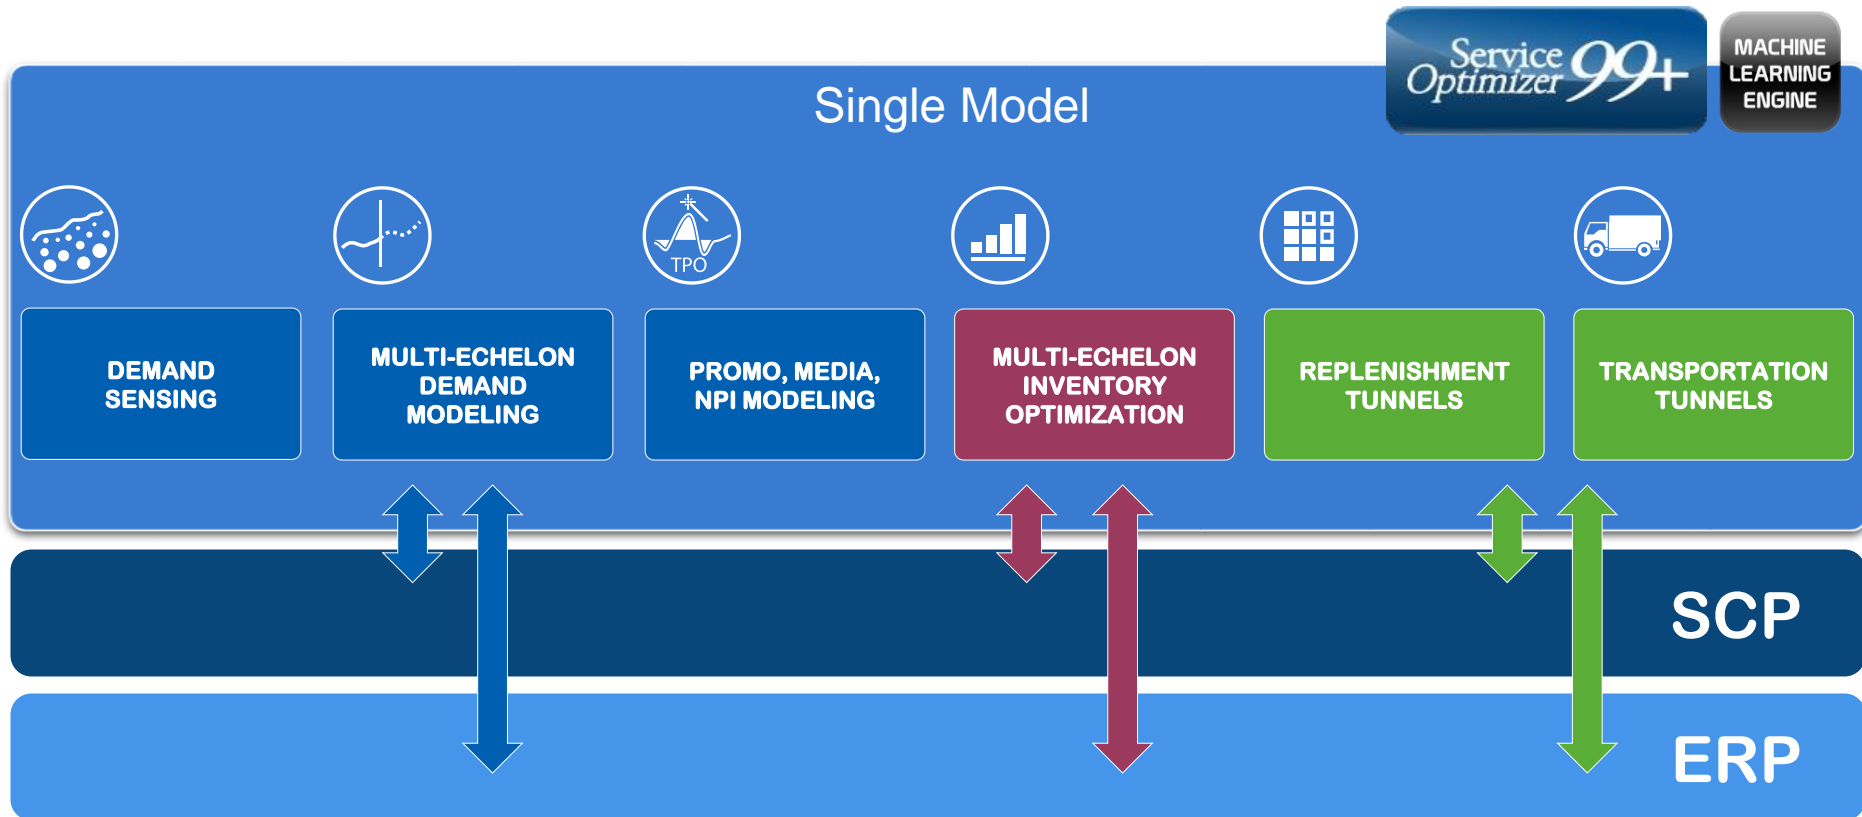 Service
Optimizer 99+
MACHINE
LEARNING
ENGINE
Single Model
TPO
DEMAND
SENSING
MULTI-ECHELON
DEMAND
MODELING
PROMO, MEDIA,
NPI MODELING
MULTI-ECHELON
INVENTORY
OPTIMIZATION
REPLENISHMENT
TUNNELS
TRANSPORTATION
TUNNELS
SCP
ERP